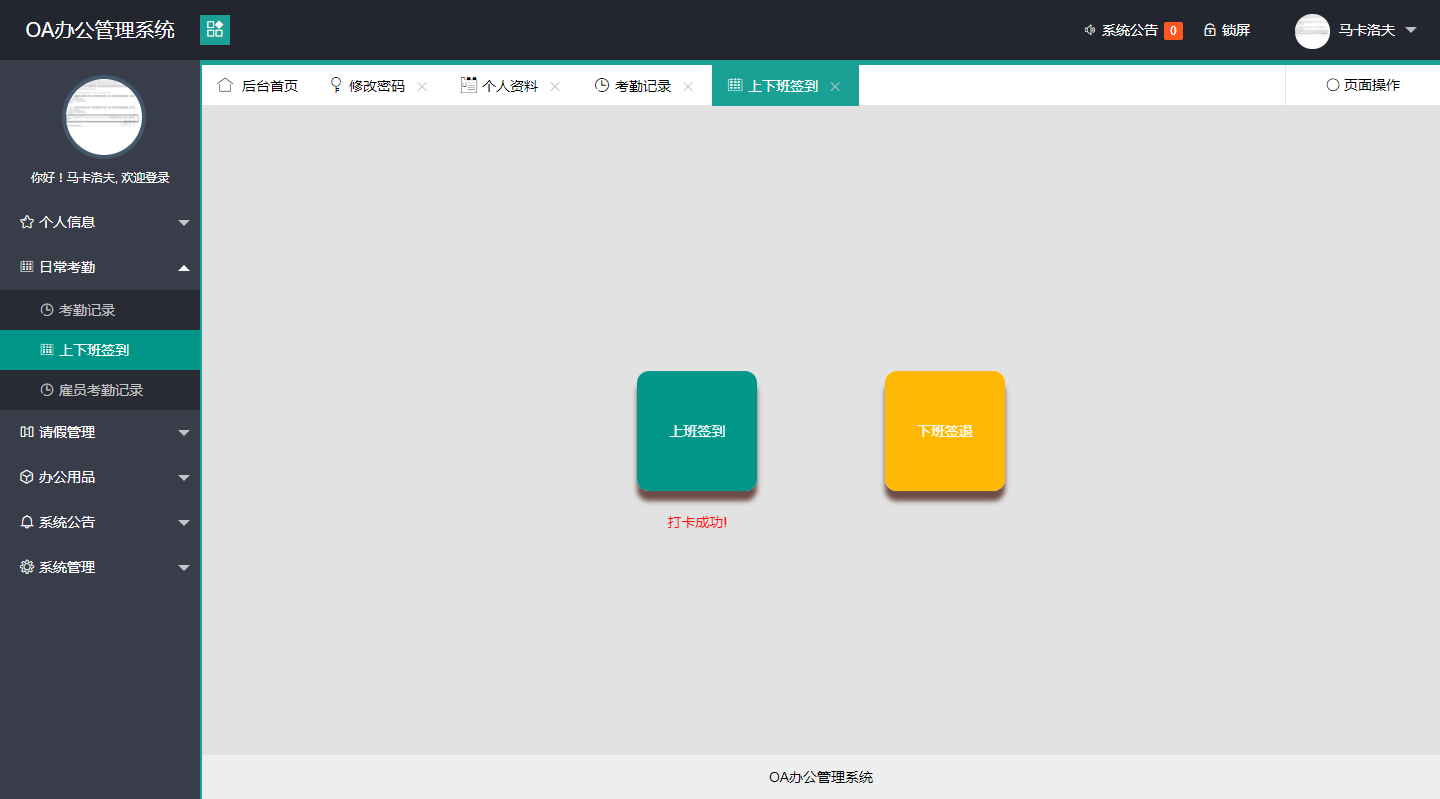 OA办公管理系统
系统公告 0
锁屏
马卡洛夫
你好！马卡洛夫, 欢迎登录
个人信息
日常考勤
考勤记录
上下班签到
雇员考勤记录
请假管理
办公用品
系统公告
系统管理
后台首页
修改密码
个人资料
考勤记录
上下班签到
页面操作
上班签到
下班签退
打卡成功!
OA办公管理系统